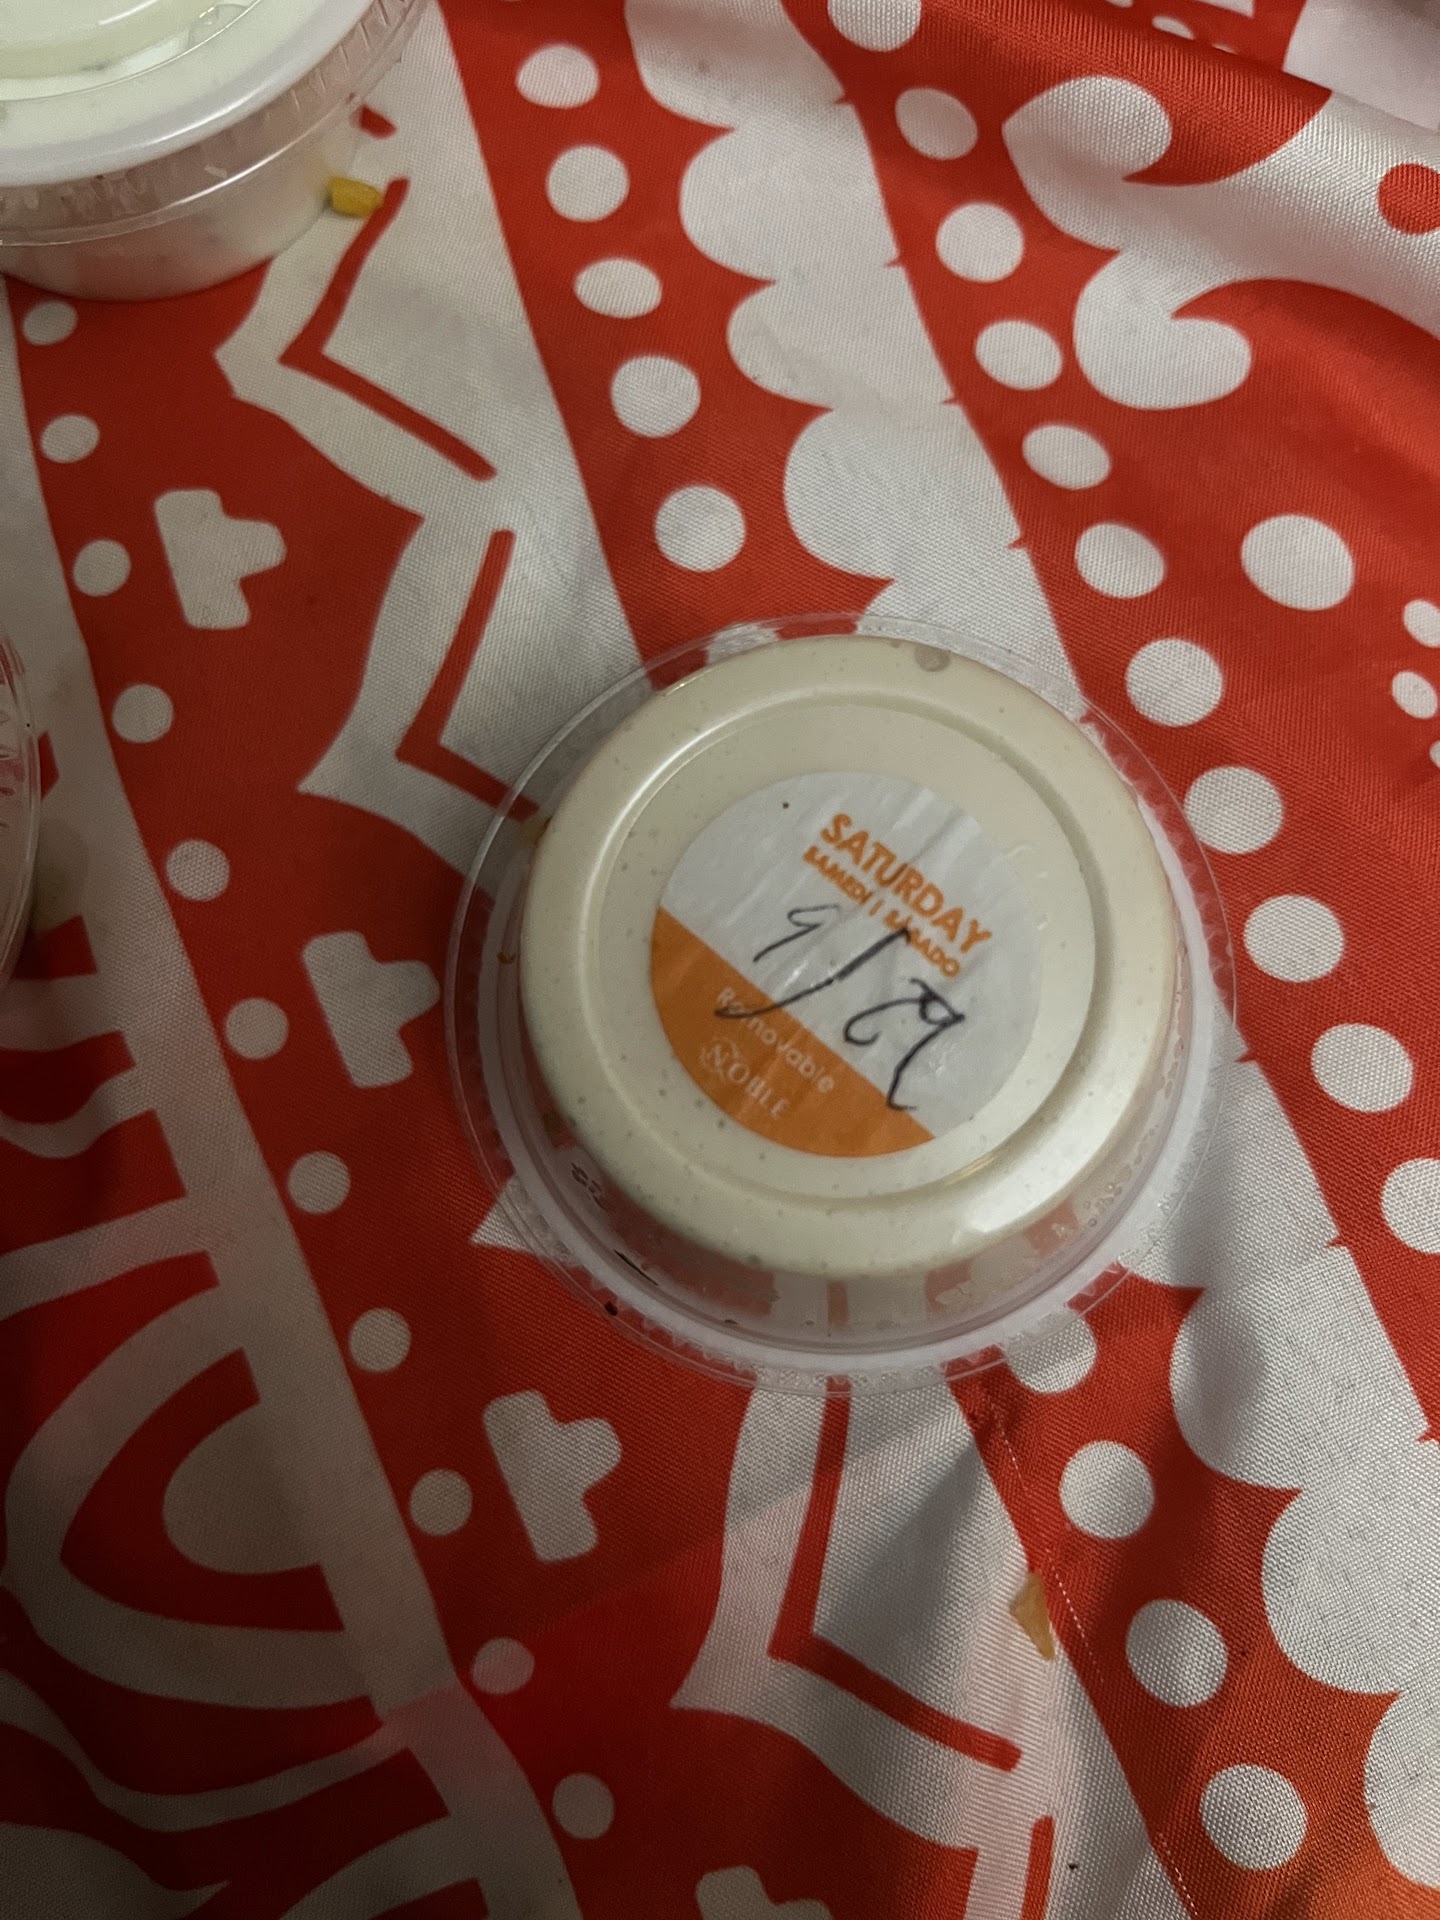 SATURDAY
SAMEDI | SÁBADO
9/29
Removable
NOBLE